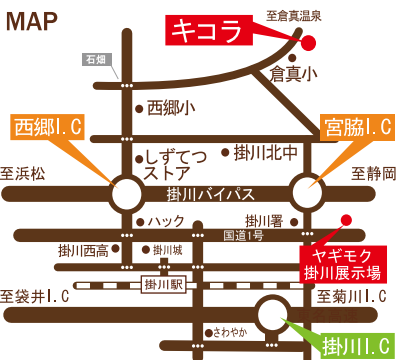 MAP
至倉真温泉
キコラ
石畑
倉真小
西郷小
西郷I.C
宮脇I.C
しずてつ
ストア
掛川北中
至浜松
至静岡
掛川バイパス
ハック
掛川署
国道1号
掛川西高
掛川城
ヤギモク
掛川展示場
掛川駅
至袋井I.C
至菊川I.C
さわやか
掛川I.C